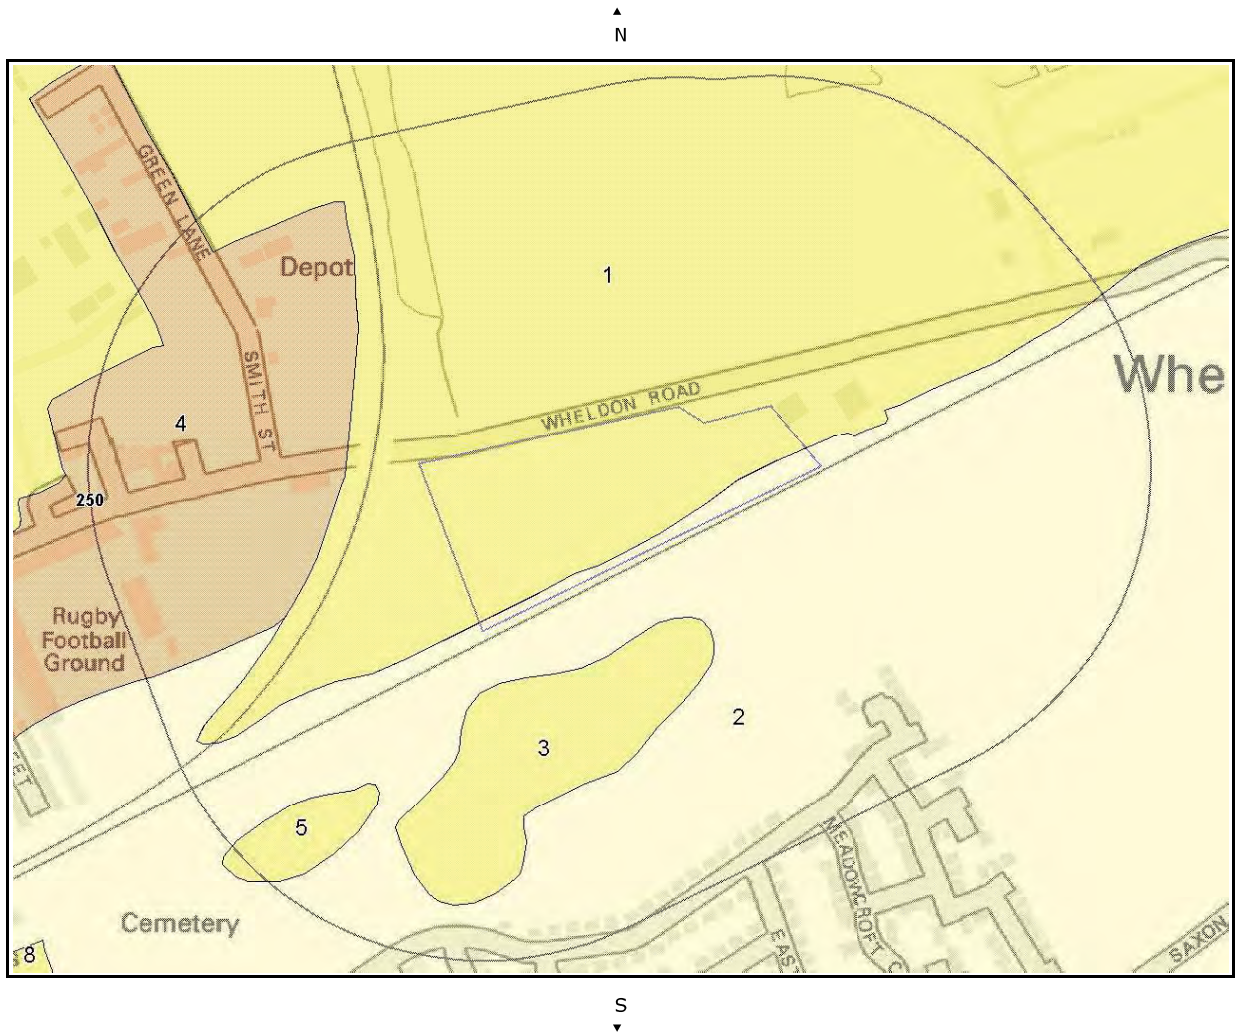 N
GREEN LANE
Depot
1
Whe
SMITH ST
WHELDON ROAD
4
250
Rugby
Football
Ground
2
3
5
MEADOWCROFT C
Cemetery
EAST
SAXON
8
S